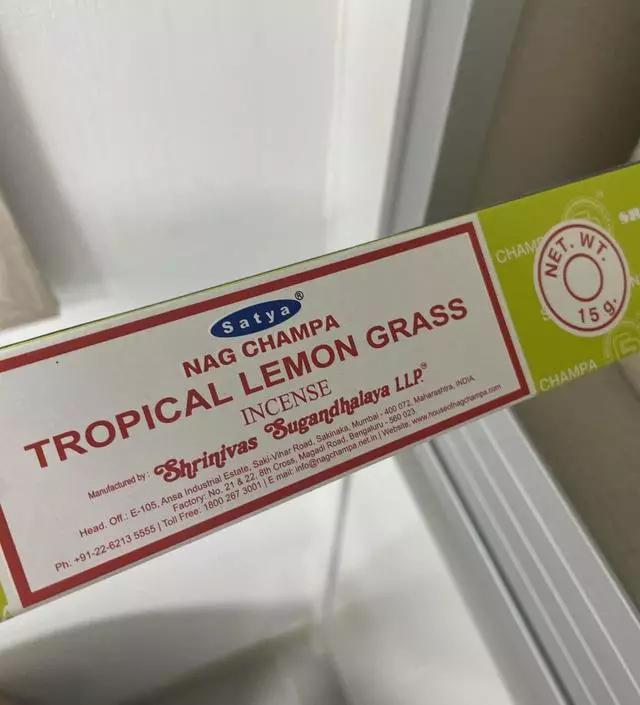 Satya®
NAG CHAMPA
TROPICAL LEMON GRASS
INCENSE
Manufactured by : Shrinivas Sugandhalaya LLP.™
Head. Off.: E-105, Ansa Industrial Estate, Saki-Vihar Road, Sakinaka, Mumbai - 400 072, Maharashtra, INDIA.
Factory: No. 21 & 22, 8th Cross, Magadi Road, Bengaluru - 560 023
Ph: +91-22-6213 5555 | Toll Free: 1800 267 3001 | E mail: info@nagchampa.net.in | Website: www.houseofnagchampa.com
NET. WT.
15 g.
CHAMPA